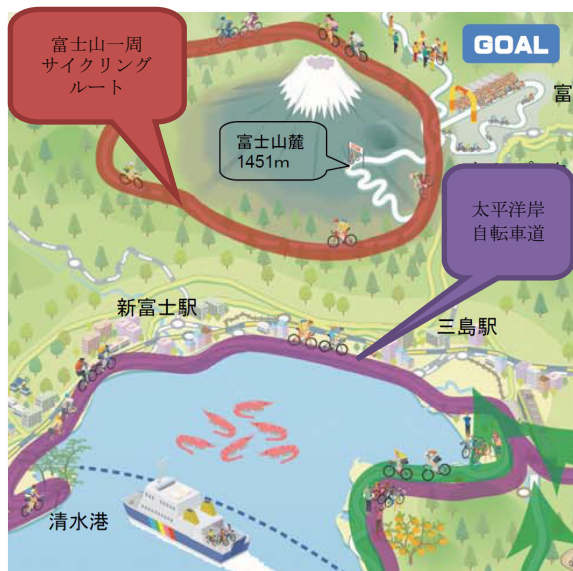 富士山一周
サイクリング
ルート
GOAL
富
富士山麓
1451m
太平洋岸
自転車道
新富士駅
三島駅
清水港